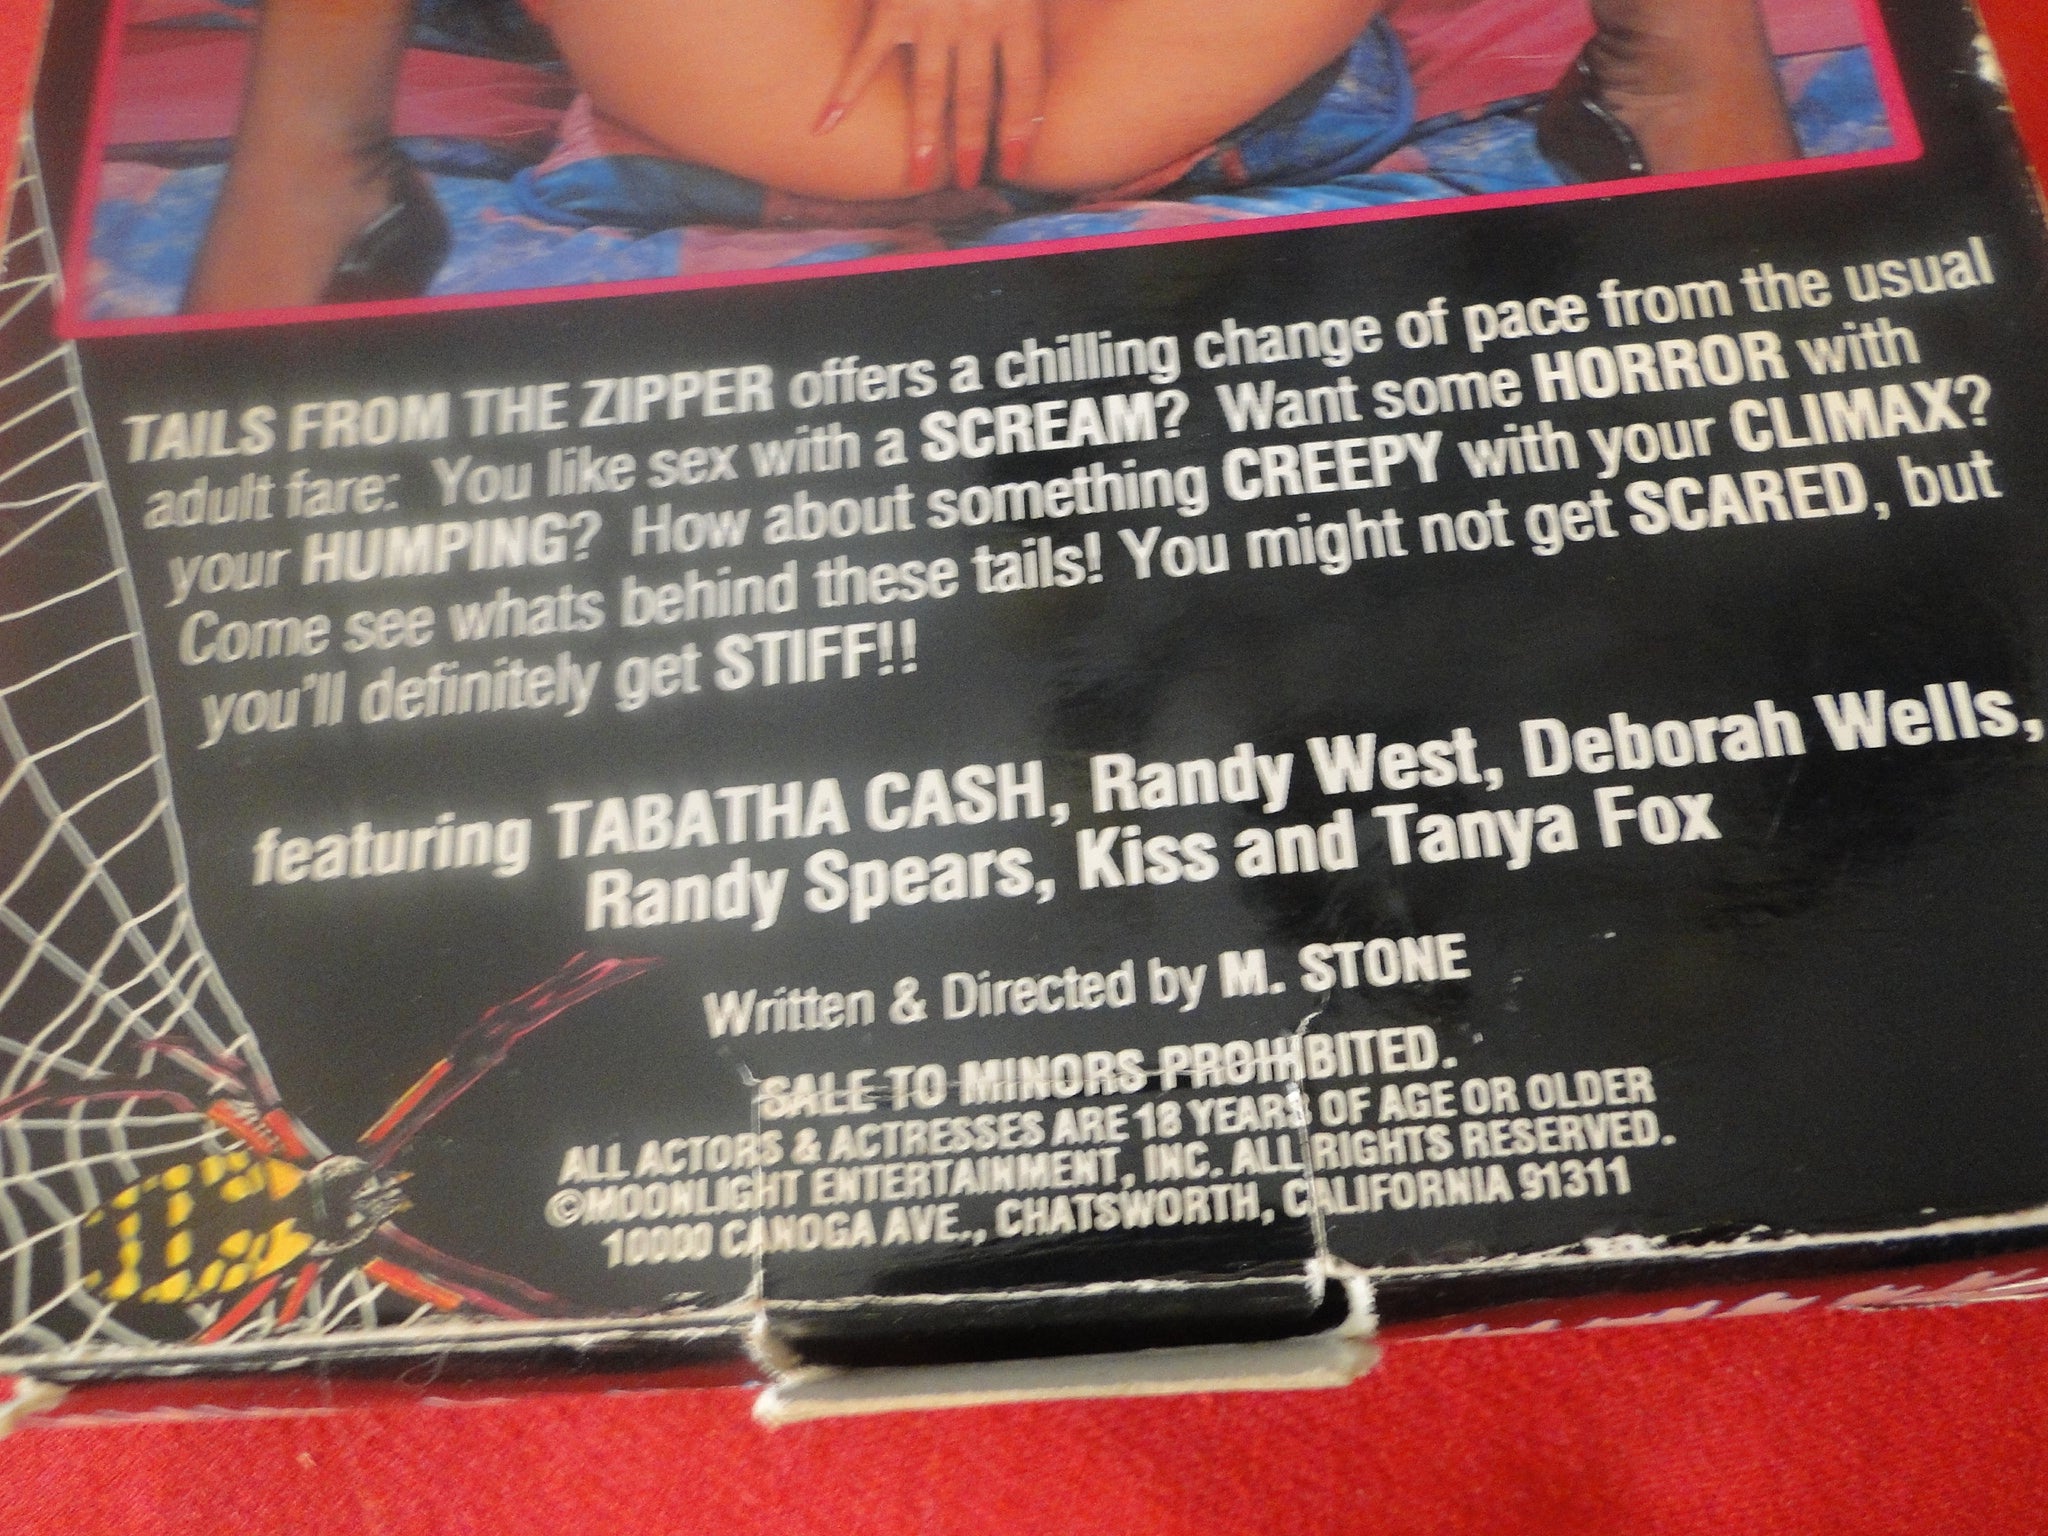 TAILS FROM THE ZIPPER offers a chilling change of pace from the usual
adult fare: You like sex with a SCREAM? Want some HORROR with
your HUMPING? How about something CREEPY with your CLIMAX?
Come see whats behind these tails! You might not get SCARED, but
you'll definitely get STIFF!!
featuring TABATHA CASH, Randy West, Deborah Wells,
Randy Spears, Kiss and Tanya Fox
Written & Directed by M. STONE
SALE TO MINORS PROHIBITED.
ALL ACTORS & ACTRESSES ARE 18 YEARS OF AGE OR OLDER
©MOONLIGHT ENTERTAINMENT, INC. ALL RIGHTS RESERVED.
10000 CANOGA AVE., CHATSWORTH, CALIFORNIA 91311